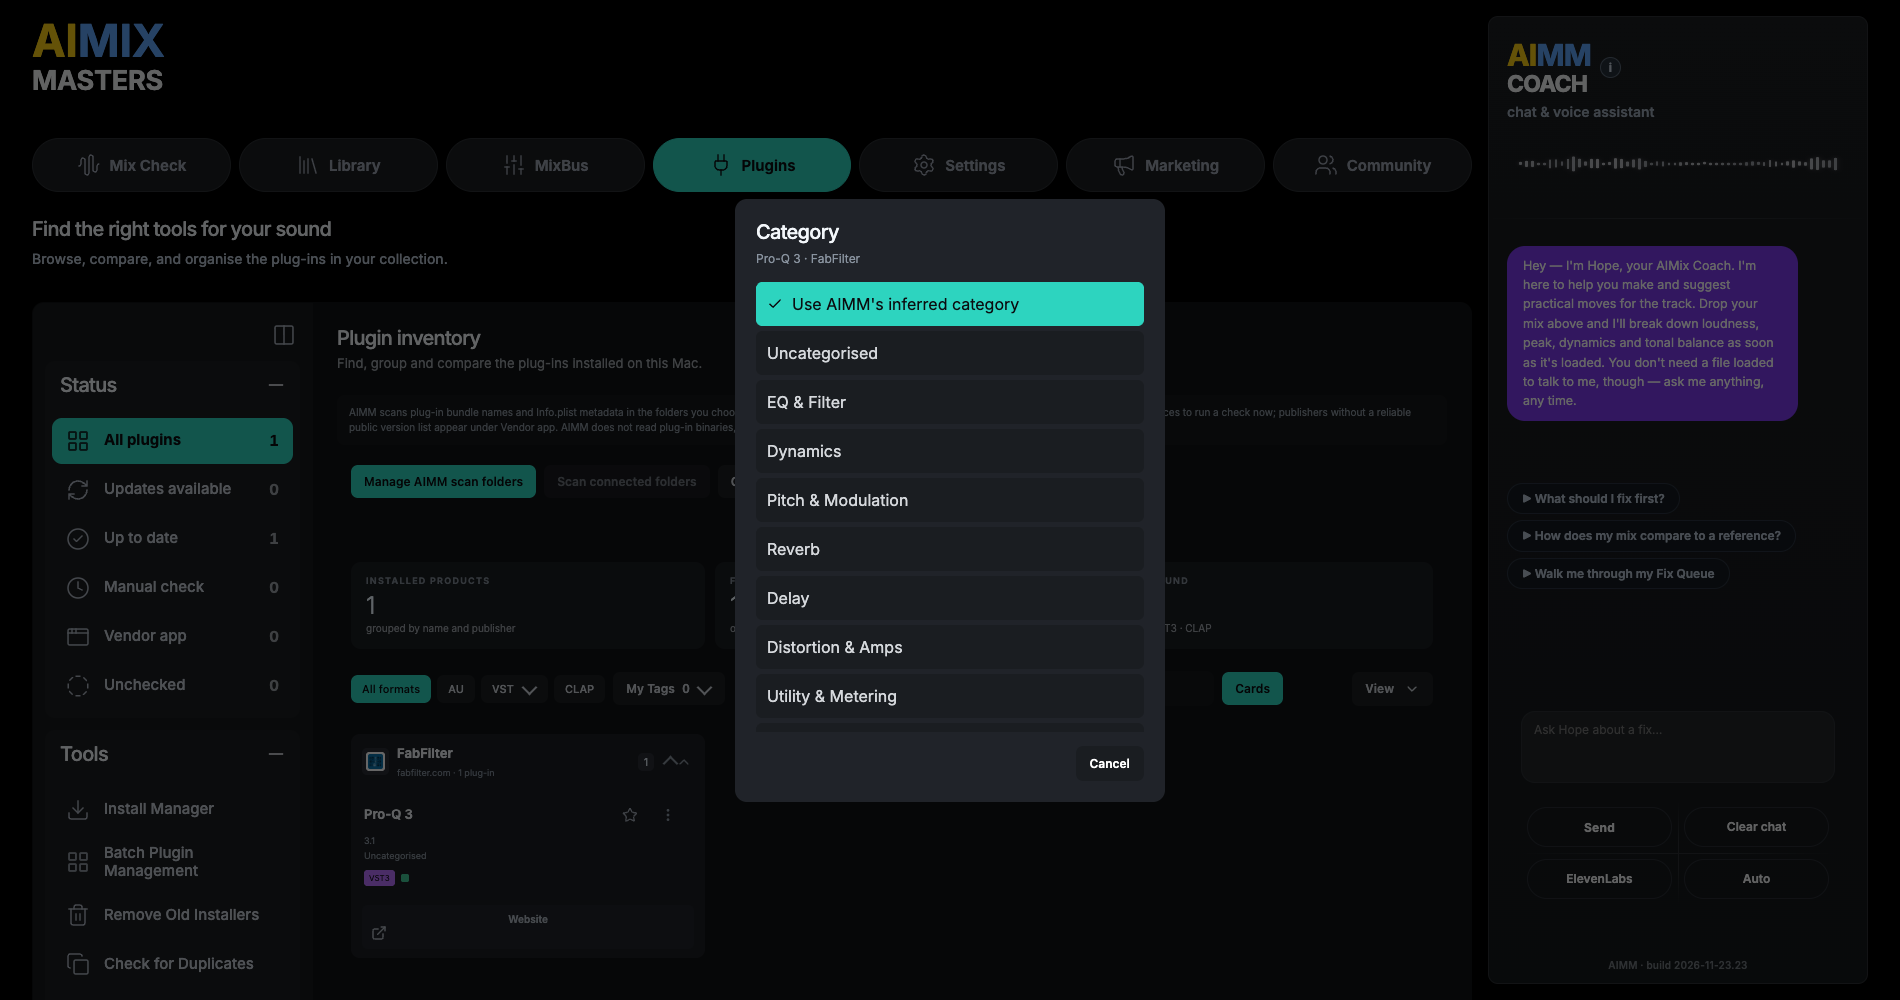 AIMIX
MASTERS
Mix Check
Library
MixBus
Plugins
Settings
Marketing
Community
Find the right tools for your sound
Browse, compare, and organise the plug-ins in your collection.
Status
All plugins 1
Updates available 0
Up to date 1
Manual check 0
Vendor app 0
Unchecked 0
Tools
Install Manager
Batch Plugin
Management
Remove Old Installers
Check for Duplicates
Plugin inventory
Find, group and compare the plug-ins installed on this Mac.
AIMM scans plug-in bundle names and Info.plist metadata in the folders you choo
ces to run a check now; publishers without a reliable
public version list appear under Vendor app. AIMM does not read plug-in binaries,
Manage AIMM scan folders
Scan connected folders
INSTALLED PRODUCTS
1
grouped by name and publisher
UND
T3 · CLAP
All formats
AU
VST
CLAP
My Tags 0
Cards
View
FabFilter
fabfilter.com · 1 plug-in
1
Pro-Q 3
3.1
Uncategorised
VST3
Website
Category
Pro-Q 3 · FabFilter
Use AIMM's inferred category
Uncategorised
EQ & Filter
Dynamics
Pitch & Modulation
Reverb
Delay
Distortion & Amps
Utility & Metering
Cancel
AIMM
COACH
i
chat & voice assistant
Hey — I'm Hope, your AIMix Coach. I'm
here to help you make and suggest
practical moves for the track. Drop your
mix above and I'll break down loudness,
peak, dynamics and tonal balance as soon
as it's loaded. You don't need a file loaded
to talk to me, though — ask me anything,
any time.
What should I fix first?
How does my mix compare to a reference?
Walk me through my Fix Queue
Ask Hope about a fix...
Send
Clear chat
ElevenLabs
Auto
AIMM · build 2026-11-23.23